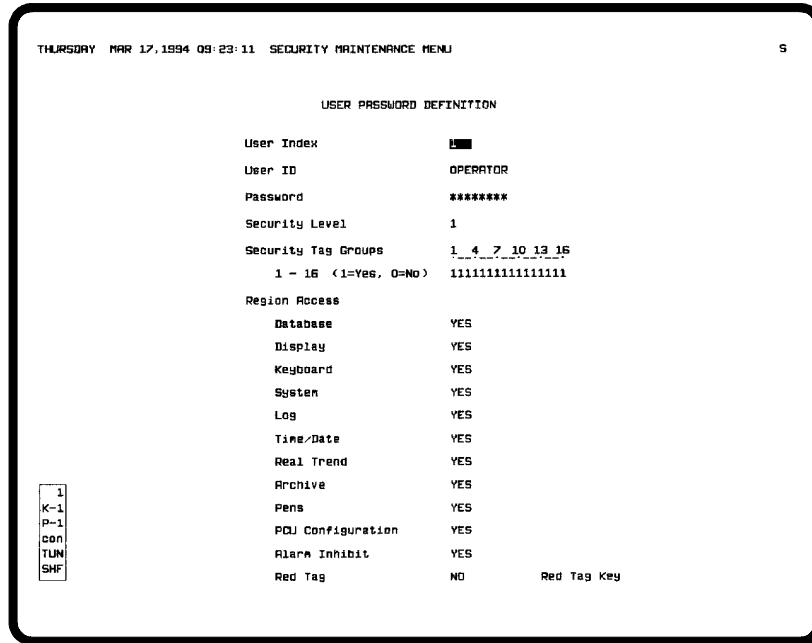 THURSDAY MAR 17,1994 09:23:11 SECURITY MAINTENANCE MENU S
USER PASSWORD DEFINITION
User Index 1
User ID OPERATOR
Password ********
Security Level 1
Security Tag Groups 1 4 7 10 13 16
1 - 16 (1=Yes, 0=No) 1111111111111111
Region Access
Database YES
Display YES
Keyboard YES
System YES
Log YES
Time/Date YES
Real Trend YES
Archive YES
Pens YES
PCU Configuration YES
Alarm Inhibit YES
Red Tag NO Red Tag Key
1
K-1
P-1
con
TUN
SHF